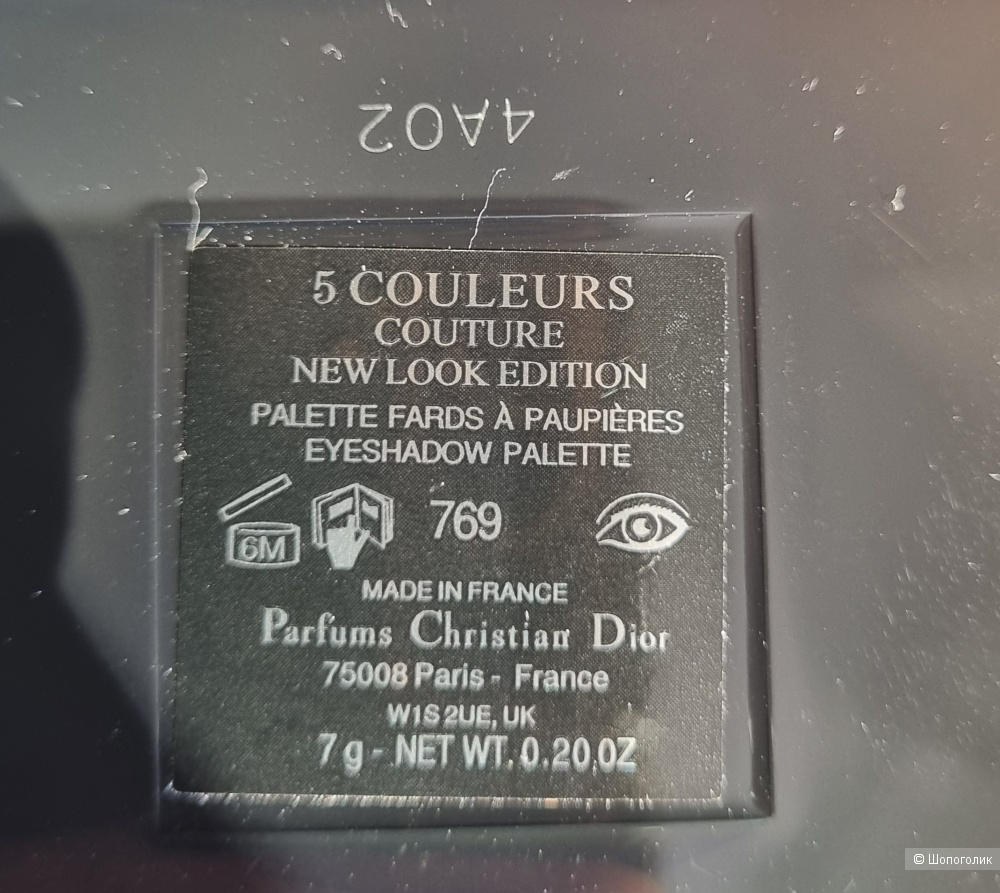 4A02
5 COULEURS
COUTURE
NEW LOOK EDITION
PALETTE FARDS À PAUPIÈRES
EYESHADOW PALETTE
6M 769
MADE IN FRANCE
Parfums Christian Dior
75008 Paris - France
W1S 2UE, UK
7 g - NET WT. 0.20 OZ
© Шопоголик